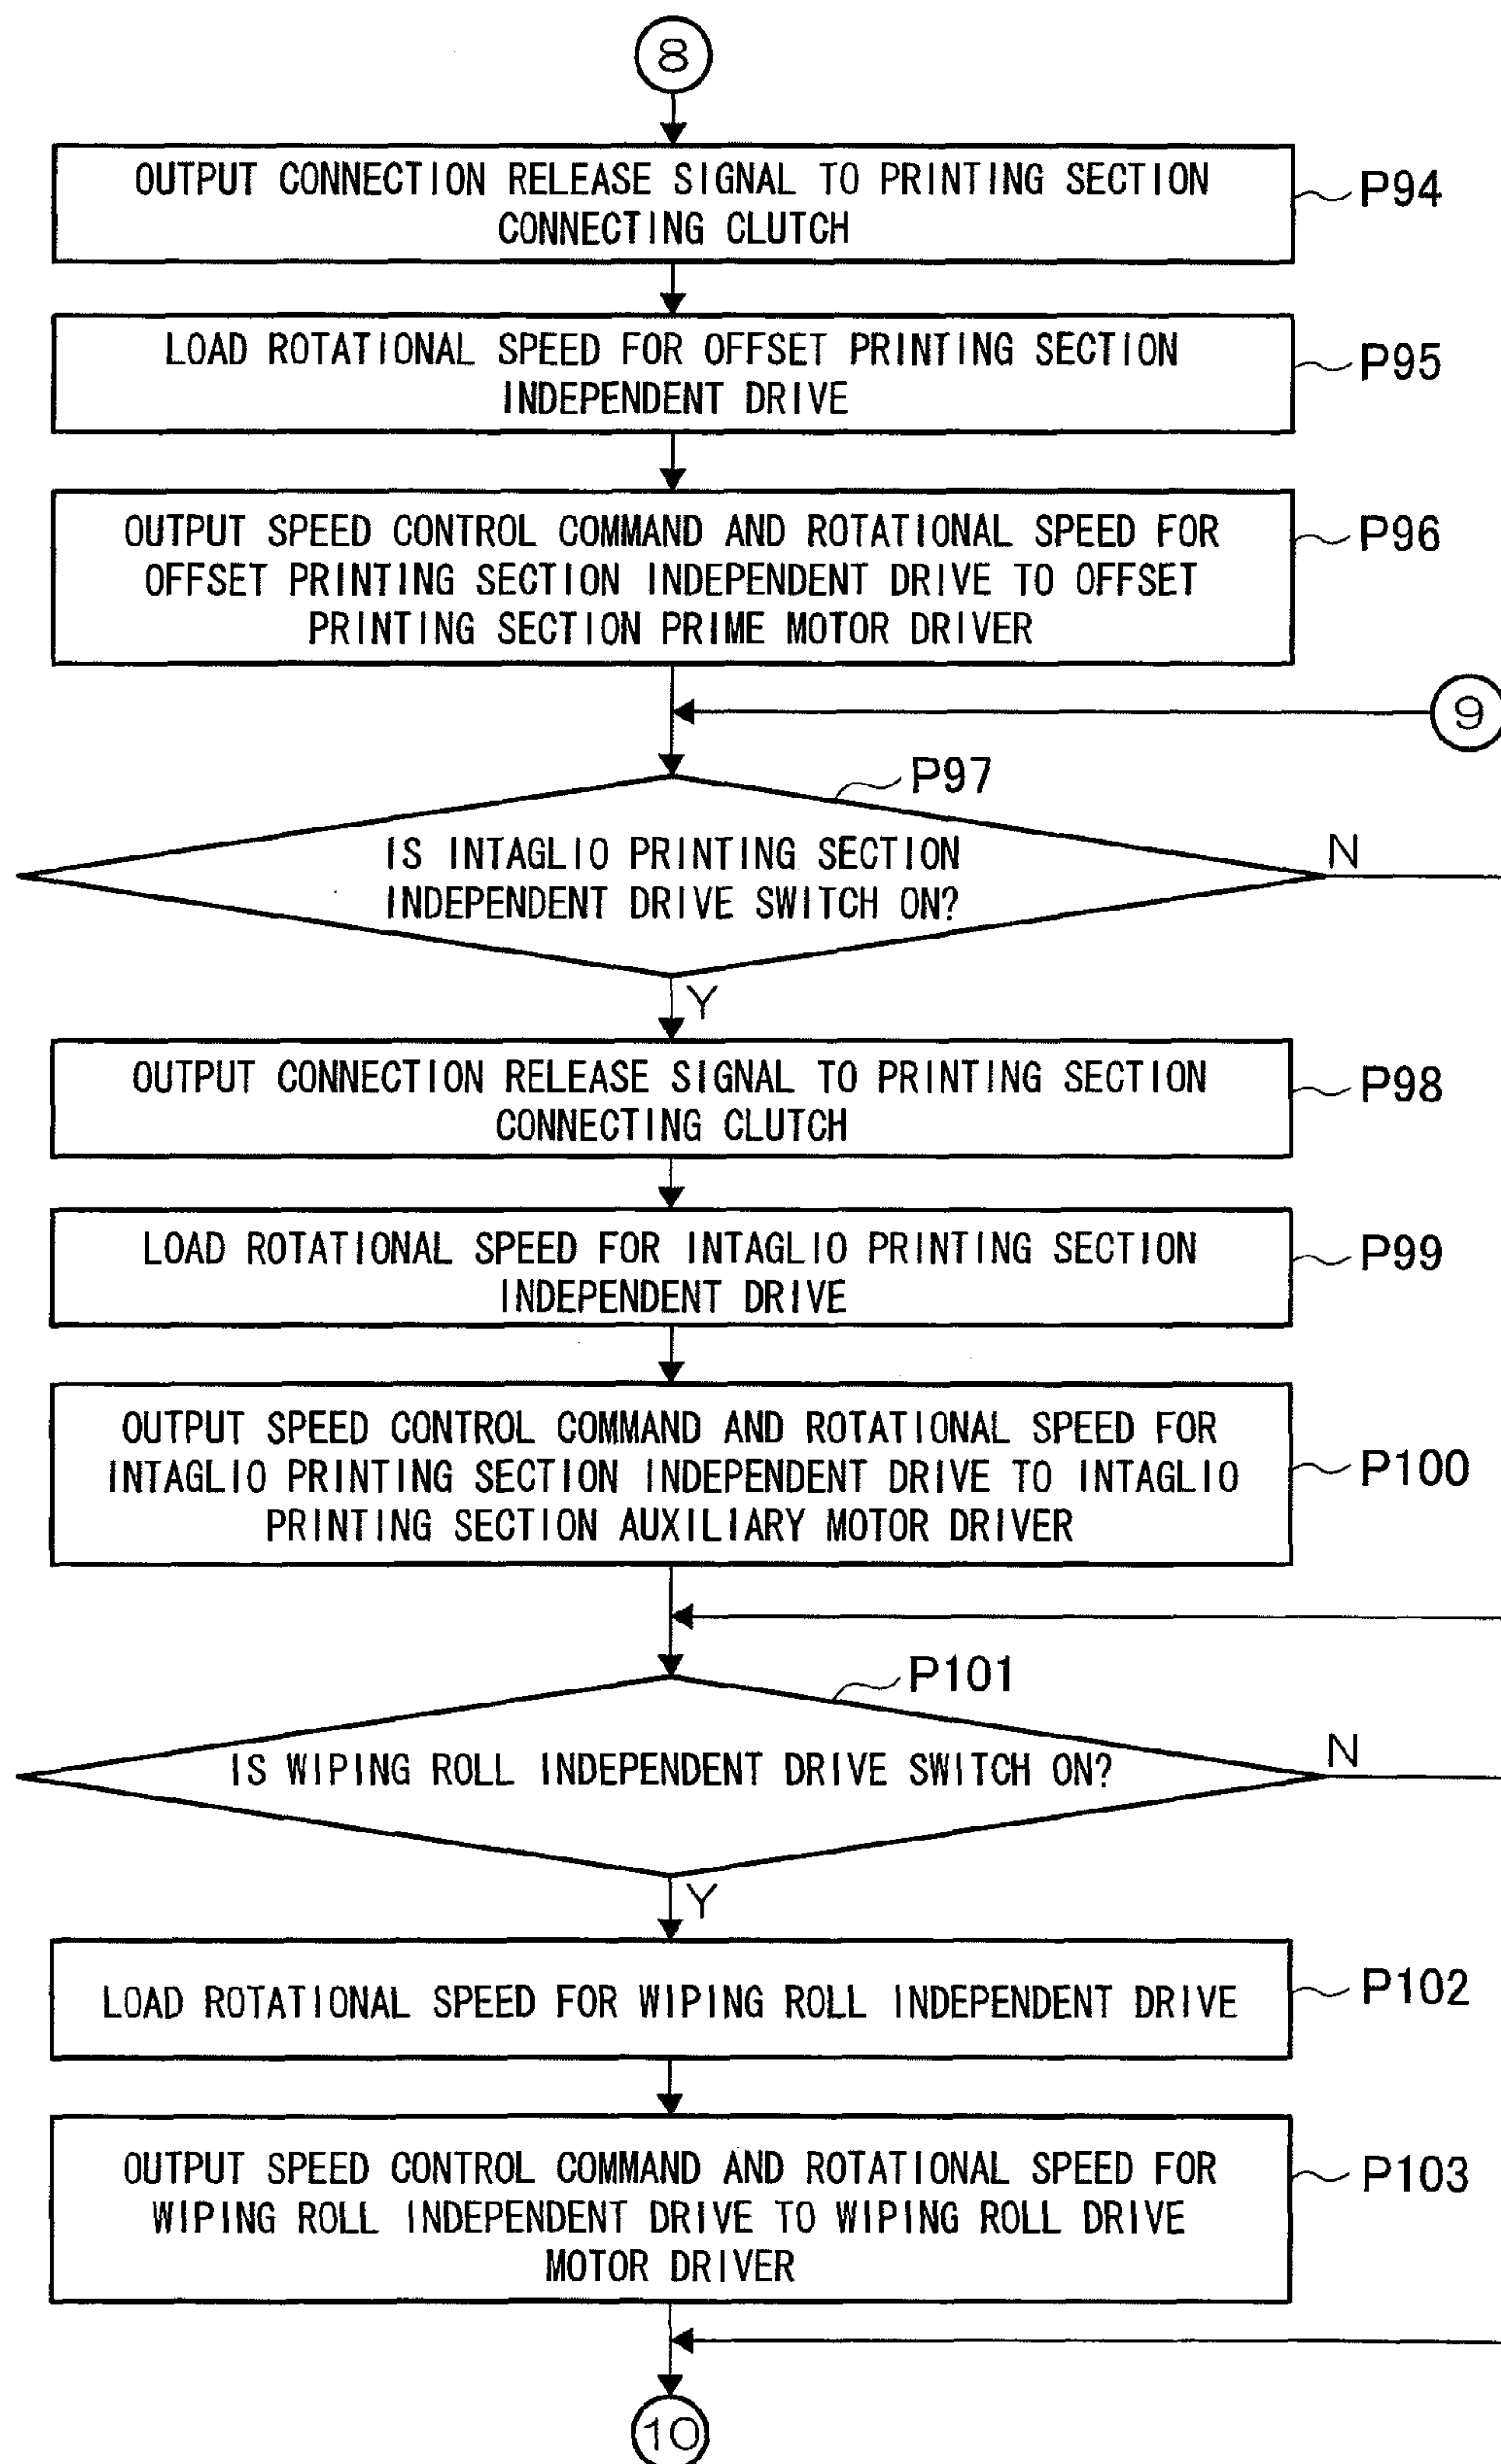 8
OUTPUT CONNECTION RELEASE SIGNAL TO PRINTING SECTION
CONNECTING CLUTCH
P94
LOAD ROTATIONAL SPEED FOR OFFSET PRINTING SECTION
INDEPENDENT DRIVE
P95
OUTPUT SPEED CONTROL COMMAND AND ROTATIONAL SPEED FOR
OFFSET PRINTING SECTION INDEPENDENT DRIVE TO OFFSET
PRINTING SECTION PRIME MOTOR DRIVER
P96
9
P97
IS INTAGLIO PRINTING SECTION
INDEPENDENT DRIVE SWITCH ON?
N
Y
OUTPUT CONNECTION RELEASE SIGNAL TO PRINTING SECTION
CONNECTING CLUTCH
P98
LOAD ROTATIONAL SPEED FOR INTAGLIO PRINTING SECTION
INDEPENDENT DRIVE
P99
OUTPUT SPEED CONTROL COMMAND AND ROTATIONAL SPEED FOR
INTAGLIO PRINTING SECTION INDEPENDENT DRIVE TO INTAGLIO
PRINTING SECTION AUXILIARY MOTOR DRIVER
P100
P101
IS WIPING ROLL INDEPENDENT DRIVE SWITCH ON?
N
Y
LOAD ROTATIONAL SPEED FOR WIPING ROLL INDEPENDENT DRIVE
P102
OUTPUT SPEED CONTROL COMMAND AND ROTATIONAL SPEED FOR
WIPING ROLL INDEPENDENT DRIVE TO WIPING ROLL DRIVE
MOTOR DRIVER
P103
10